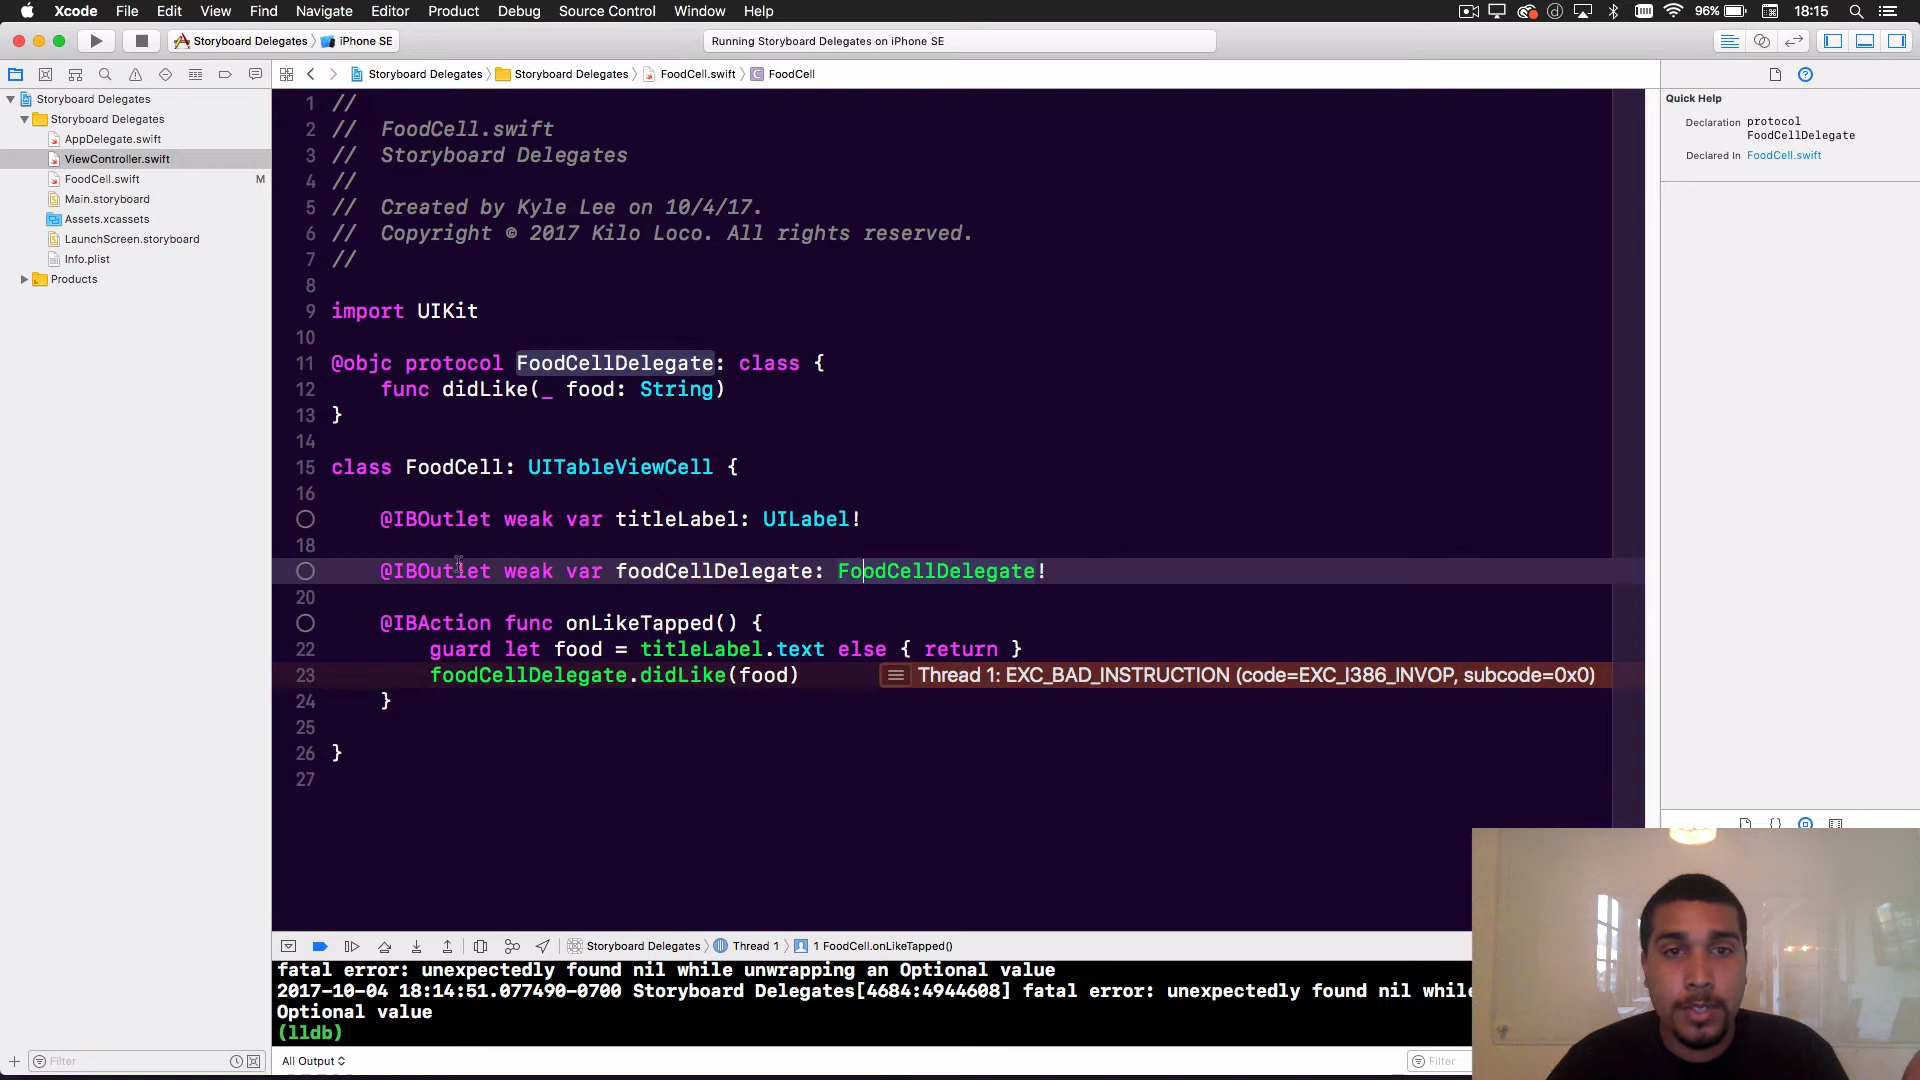 Xcode File Edit View Find Navigate Editor Product Debug Source Control Window Help 96% 18:15
Storyboard Delegates iPhone SE
Running Storyboard Delegates on iPhone SE
Storyboard Delegates Storyboard Delegates FoodCell.swift C FoodCell
Storyboard Delegates
Storyboard Delegates
AppDelegate.swift
ViewController.swift
FoodCell.swift M
Main.storyboard
Assets.xcassets
LaunchScreen.storyboard
Info.plist
Products
1 //
2 // FoodCell.swift
3 // Storyboard Delegates
4 //
5 // Created by Kyle Lee on 10/4/17.
6 // Copyright © 2017 Kilo Loco. All rights reserved.
7 //
8
9 import UIKit
10
11 @objc protocol FoodCellDelegate: class {
12 func didLike(_ food: String)
13 }
14
15 class FoodCell: UITableViewCell {
16
@IBOutlet weak var titleLabel: UILabel!
18
@IBOutlet weak var foodCellDelegate: FoodCellDelegate!
20
@IBAction func onLikeTapped() {
22 guard let food = titleLabel.text else { return }
23 foodCellDelegate.didLike(food) Thread 1: EXC_BAD_INSTRUCTION (code=EXC_I386_INVOP, subcode=0x0)
24 }
25
26 }
27
Quick Help
Declaration protocol
FoodCellDelegate
Declared In FoodCell.swift
Storyboard Delegates Thread 1 1 FoodCell.onLikeTapped()
fatal error: unexpectedly found nil while unwrapping an Optional value
2017-10-04 18:14:51.077490-0700 Storyboard Delegates[4684:4944608] fatal error: unexpectedly found nil while
Optional value
(lldb)
Filter
All Output
Filter